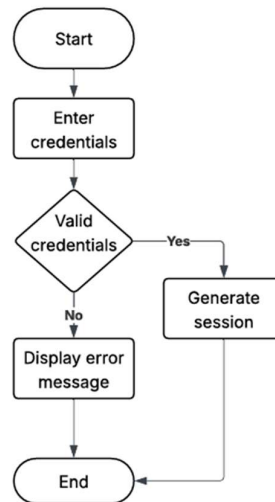 Start
Enter
credentials
Valid
credentials
Yes
No
Generate
session
Display error
message
End